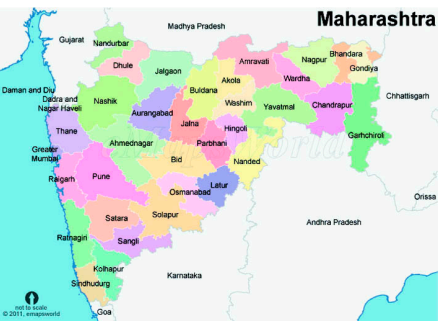 Maharashtra
Madhya Pradesh
Gujarat
Nandurbar
Dhule
Jalgaon
Amravati
Nagpur
Bhandara
Gondiya
Akola
Wardha
Buldana
Daman and Diu
Dadra and
Nagar Haveli
Nashik
Washim
Yavatmal
Chandrapur
Chhattisgarh
Aurangabad
Jalna
Hingoli
Garhchiroli
Thane
Ahmednagar
Parbhani
Greater
Mumbai
Bid
Nanded
Raigarh
Pune
Latur
Osmanabad
Orissa
Satara
Solapur
Andhra Pradesh
Ratnagiri
Sangli
Kolhapur
Karnataka
Sindhudurg
not to scale
© 2011, emapsworld
Goa